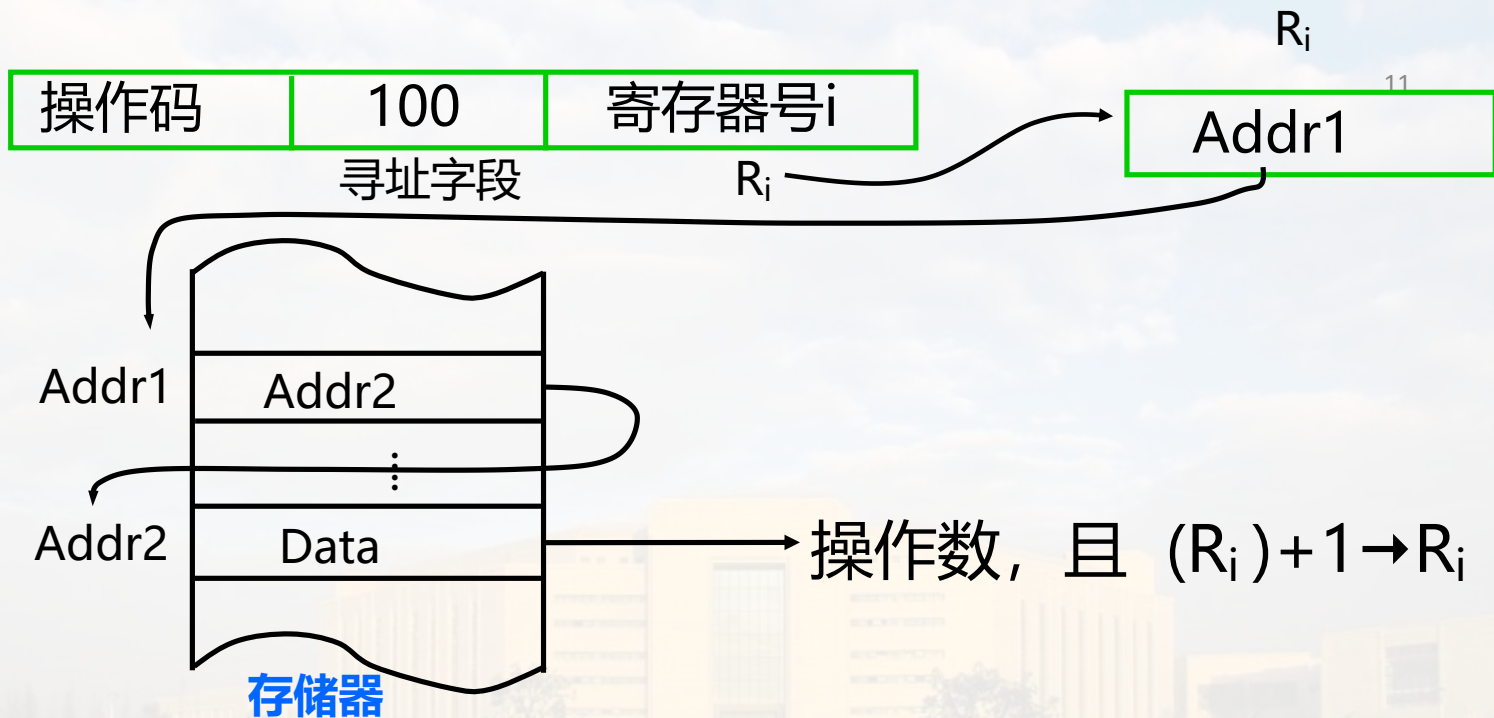 Rᵢ
11
操作码 100 寄存器号i
Addr1
寻址字段 Rᵢ
Addr1 Addr2
⋮
Addr2 Data
操作数，且 (Rᵢ)+1→Rᵢ
存储器